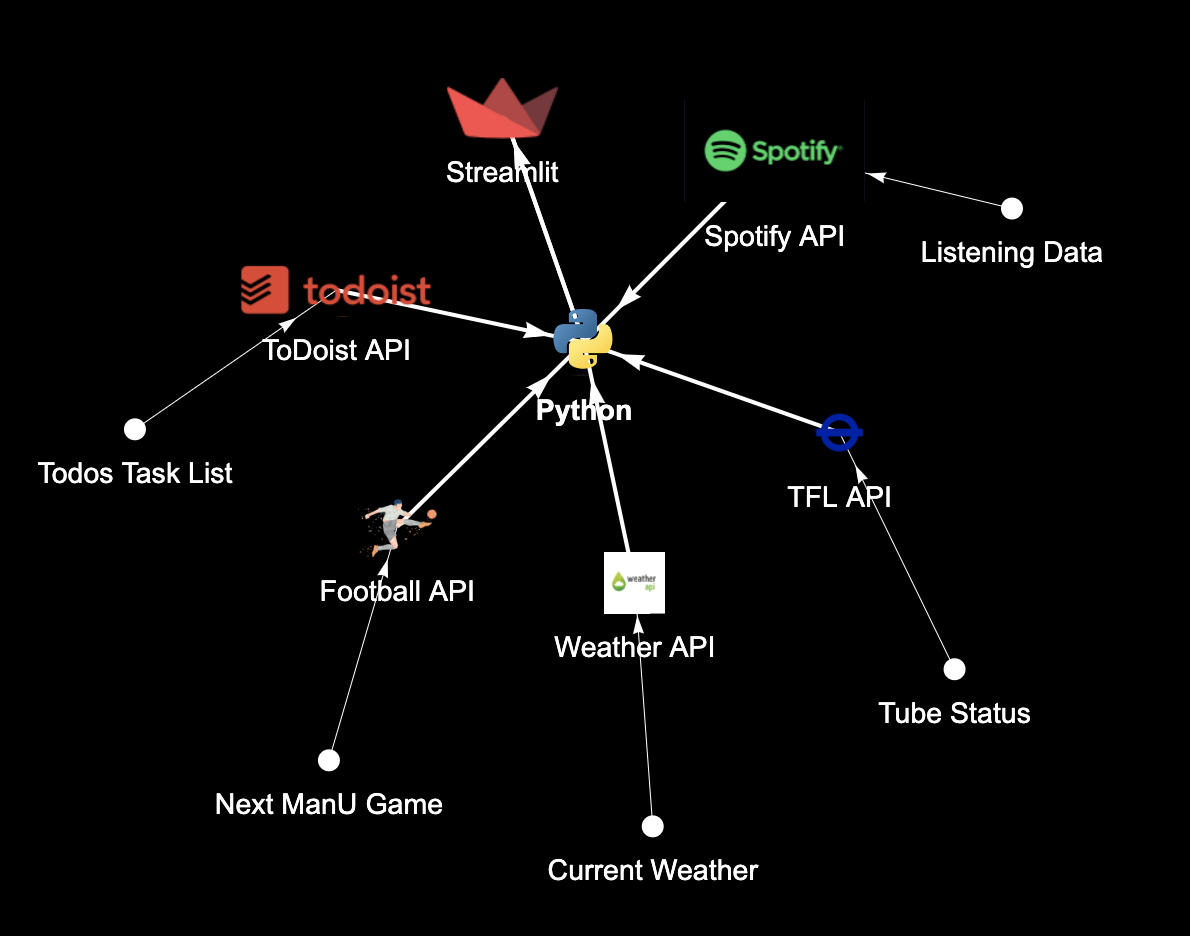 Streamlit
Spotify
Spotify API
Listening Data
todoist
ToDoist API
Python
Todos Task List
TFL API
Football API
weather
api
Weather API
Tube Status
Next ManU Game
Current Weather